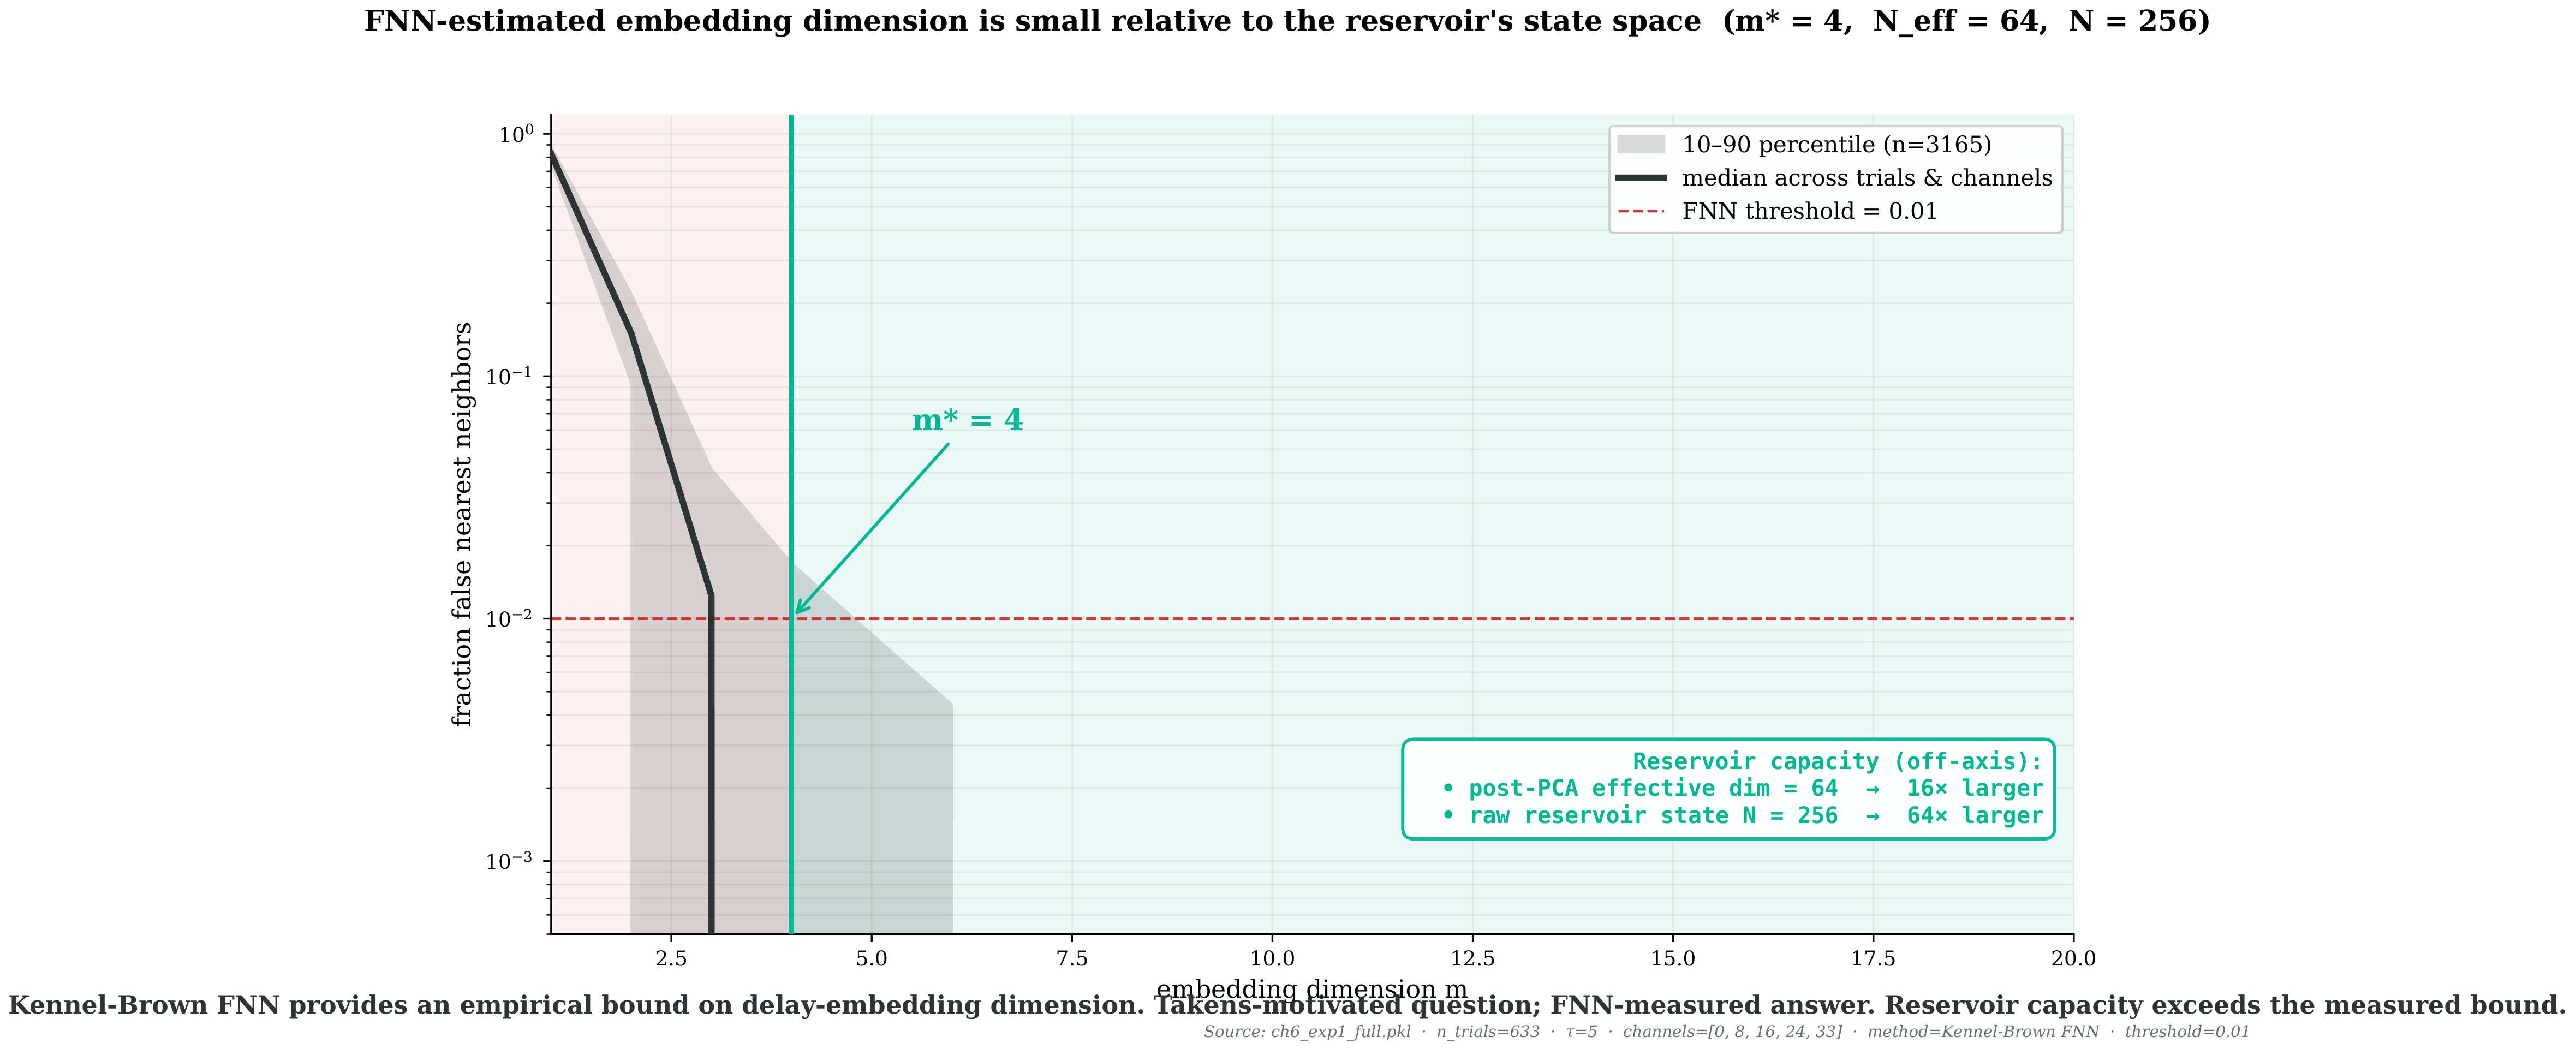 FNN-estimated embedding dimension is small relative to the reservoir's state space (m* = 4, N_eff = 64, N = 256)
10⁰
10⁻¹
10⁻²
10⁻³
fraction false nearest neighbors
10–90 percentile (n=3165)
median across trials & channels
FNN threshold = 0.01
m* = 4
Reservoir capacity (off-axis):
• post-PCA effective dim = 64 → 16× larger
• raw reservoir state N = 256 → 64× larger
2.5 5.0 7.5 10.0 12.5 15.0 17.5 20.0
embedding dimension m
Kennel-Brown FNN provides an empirical bound on delay-embedding dimension. Takens-motivated question; FNN-measured answer. Reservoir capacity exceeds the measured bound.
Source: ch6_exp1_full.pkl · n_trials=633 · τ=5 · channels=[0, 8, 16, 24, 33] · method=Kennel-Brown FNN · threshold=0.01